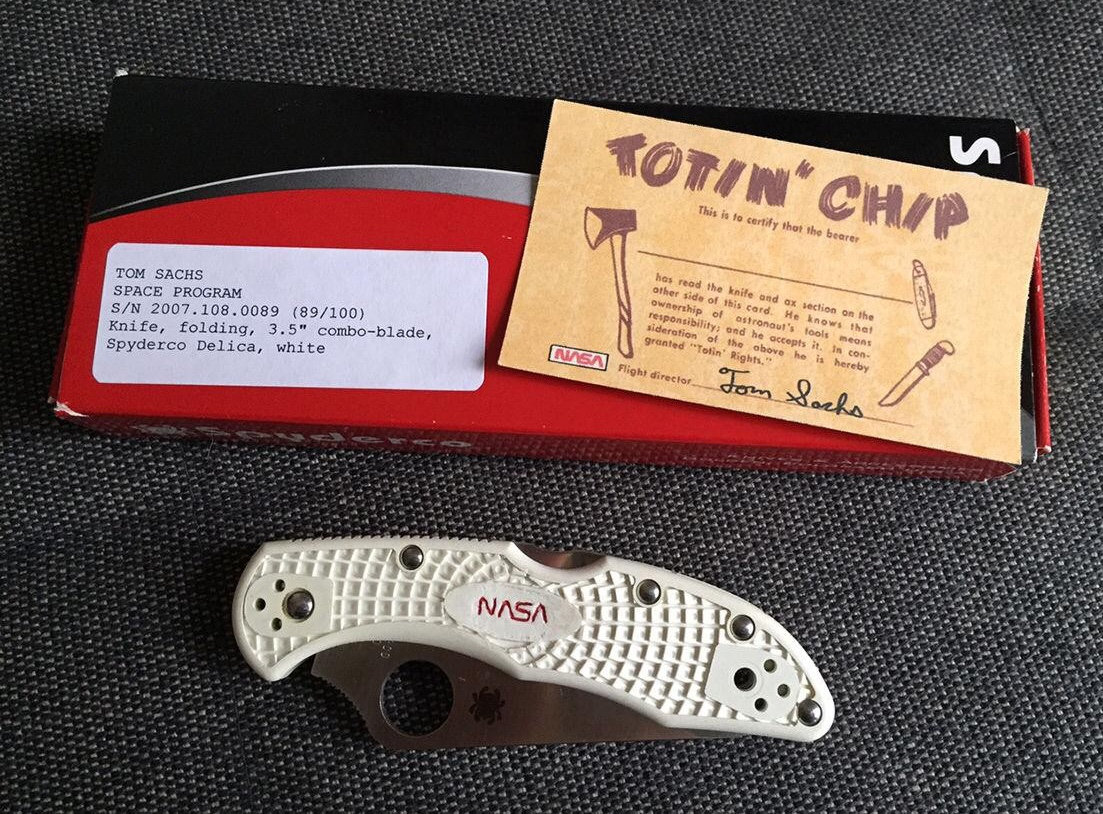 TOM SACHS
SPACE PROGRAM
S/N 2007.108.0089 (89/100)
Knife, folding, 3.5" combo-blade,
Spyderco Delica, white
S
TOTIN' CHIP
This is to certify that the bearer
has read the knife and ax section on the
other side of this card. He knows that
ownership of astronaut's tools means
responsibility; and he accepts it. In con-
sideration of the above he is hereby
granted "Totin' Rights."
NASA
Flight director Tom Sachs
Spyderco
NASA